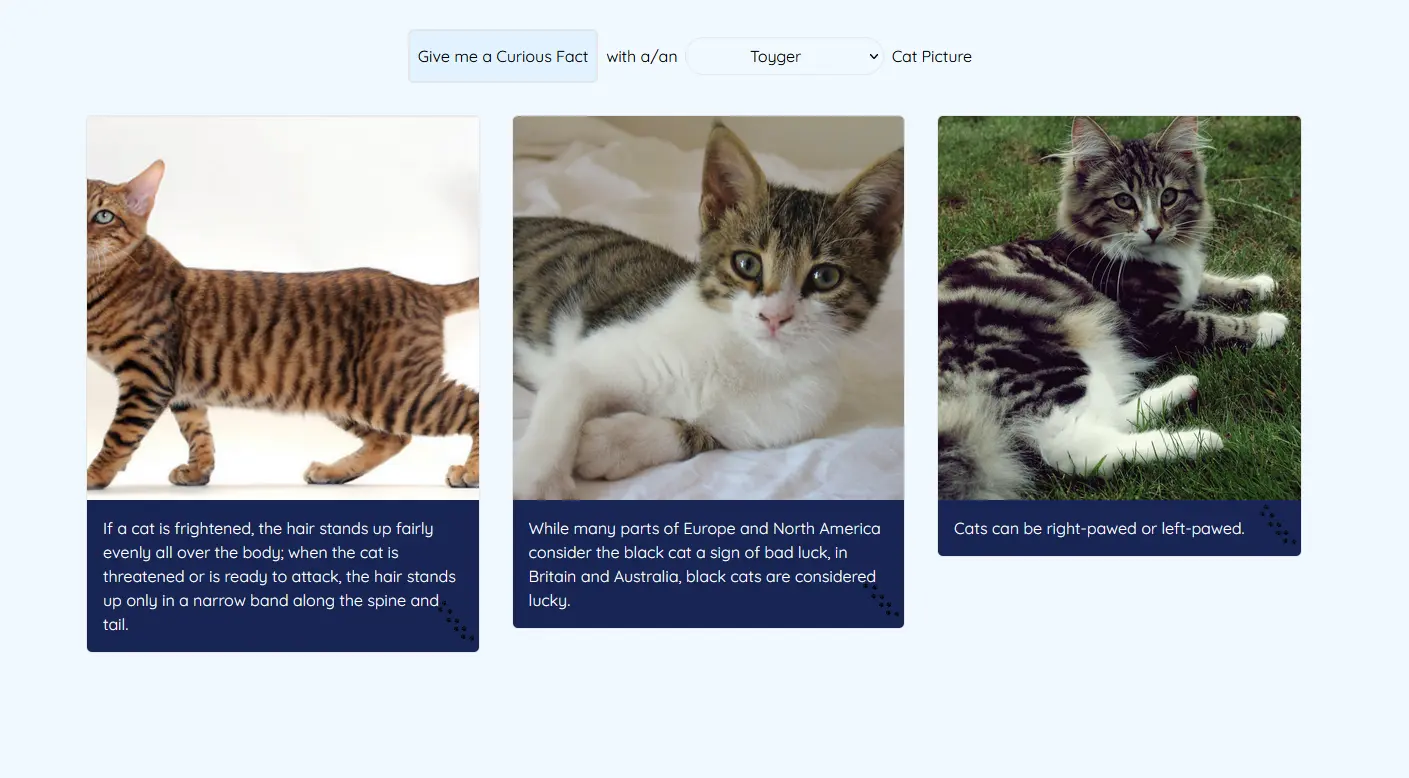 Give me a Curious Fact with a/an Toyger Cat Picture
If a cat is frightened, the hair stands up fairly
evenly all over the body; when the cat is
threatened or is ready to attack, the hair stands
up only in a narrow band along the spine and
tail.
While many parts of Europe and North America
consider the black cat a sign of bad luck, in
Britain and Australia, black cats are considered
lucky.
Cats can be right-pawed or left-pawed.